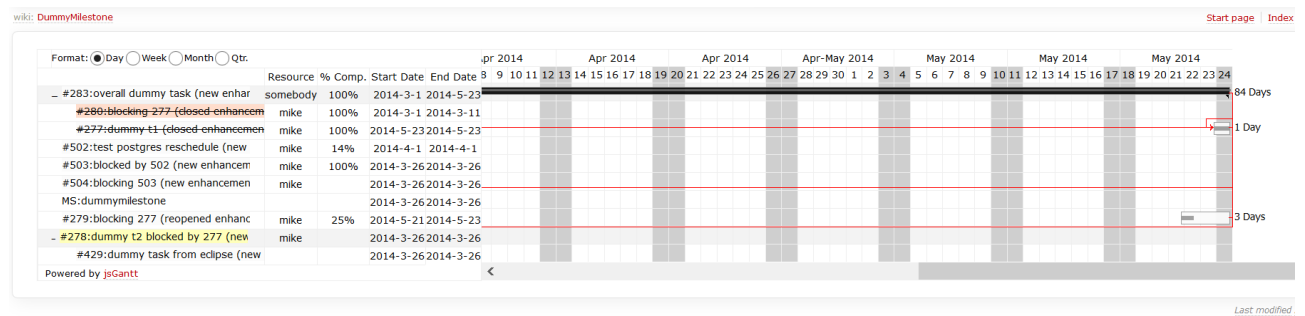 wiki: DummyMilestone
Start page Index
Format: Day Week Month Qtr. Apr 2014 Apr 2014 Apr 2014 Apr-May 2014 May 2014 May 2014 May 2014
Resource % Comp. Start Date End Date 8 9 10 11 12 13 14 15 16 17 18 19 20 21 22 23 24 25 26 27 28 29 30 1 2 3 4 5 6 7 8 9 10 11 12 13 14 15 16 17 18 19 20 21 22 23 24
– #283:overall dummy task (new enhan somebody 100% 2014-3-1 2014-5-23 84 Days
#280:blocking 277 (closed enhancem mike 100% 2014-3-1 2014-3-11
#277:dummy t1 (closed enhancemen mike 100% 2014-5-23 2014-5-23 1 Day
#502:test postgres reschedule (new mike 14% 2014-4-1 2014-4-1
#503:blocked by 502 (new enhancem mike 100% 2014-3-26 2014-3-26
#504:blocking 503 (new enhancemen mike 2014-3-26 2014-3-26
MS:dummymilestone 2014-3-26 2014-3-26
#279:blocking 277 (reopened enhanc mike 25% 2014-5-21 2014-5-23 3 Days
– #278:dummy t2 blocked by 277 (new mike 2014-3-26 2014-3-26
#429:dummy task from eclipse (new 2014-3-26 2014-3-26
Powered by jsGantt
Last modified